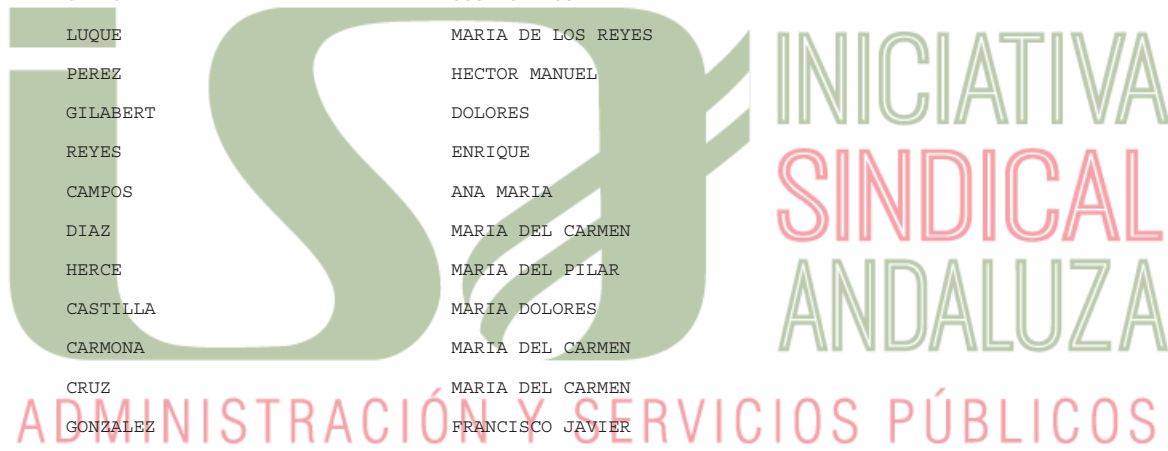 LUQUE MARIA DE LOS REYES
PEREZ HECTOR MANUEL
GILABERT DOLORES
REYES ENRIQUE
CAMPOS ANA MARIA
DIAZ MARIA DEL CARMEN
HERCE MARIA DEL PILAR
CASTILLA MARIA DOLORES
CARMONA MARIA DEL CARMEN
CRUZ MARIA DEL CARMEN
GONZALEZ FRANCISCO JAVIER
isa
INICIATIVA
SINDICAL
ANDALUZA
ADMINISTRACIÓN Y SERVICIOS PÚBLICOS